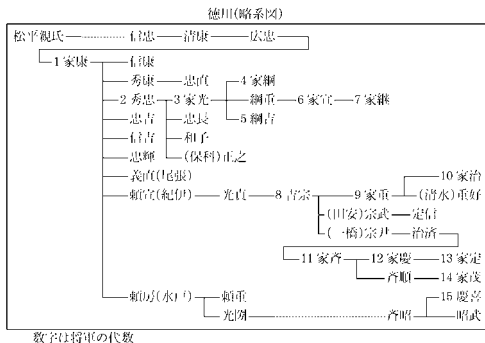 徳川(略系図)
松平親氏 信忠 清康 広忠
1家康 信康
秀康 忠直 4家綱
2秀忠 3家光 綱重 6家宣 7家継
忠吉 忠長 5綱吉
信吉 和子
忠輝 (保科)正之
義直(尾張) 10家治
頼宣(紀伊) 光貞 8吉宗 9家重 (清水)重好
(田安)宗武 定信
(一橋)宗尹 治済
11家斉 12家慶 13家定
斉順 14家茂
頼房(水戸) 頼重 15慶喜
光圀 斉昭 昭武
数字は将軍の代数